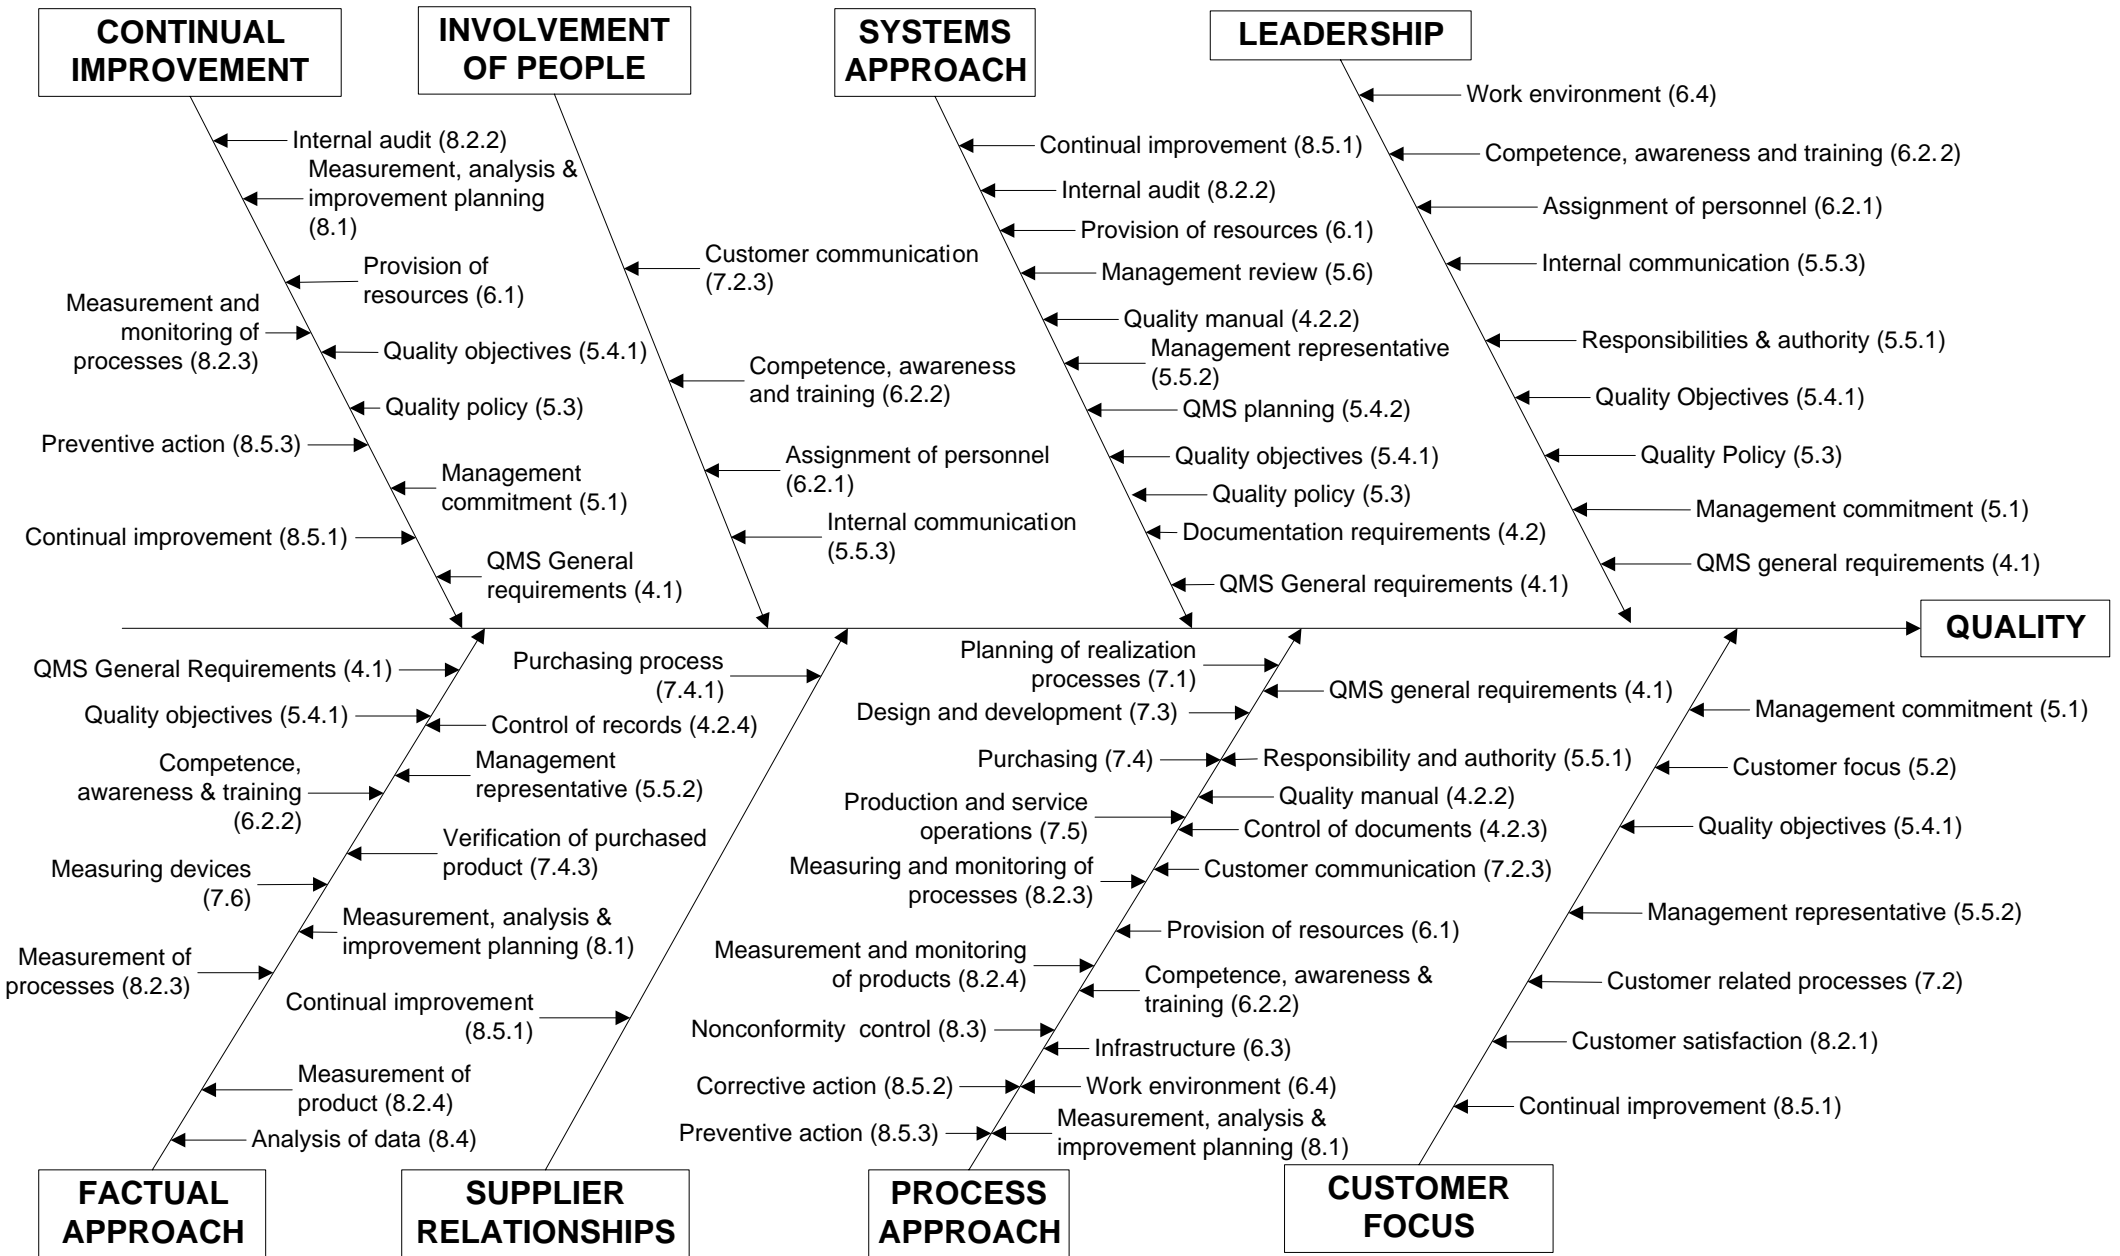 CONTINUAL
IMPROVEMENT
Internal audit (8.2.2)
Measurement, analysis &
improvement planning
(8.1)
Provision of
resources (6.1)
Measurement and
monitoring of
processes (8.2.3)
Quality objectives (5.4.1)
Quality policy (5.3)
Preventive action (8.5.3)
Management
commitment (5.1)
Continual improvement (8.5.1)
QMS General
requirements (4.1)
INVOLVEMENT
OF PEOPLE
Customer communication
(7.2.3)
Competence, awareness
and training (6.2.2)
Assignment of personnel
(6.2.1)
Internal communication
(5.5.3)
SYSTEMS
APPROACH
Continual improvement (8.5.1)
Internal audit (8.2.2)
Provision of resources (6.1)
Management review (5.6)
Quality manual (4.2.2)
Management representative
(5.5.2)
QMS planning (5.4.2)
Quality objectives (5.4.1)
Quality policy (5.3)
Documentation requirements (4.2)
QMS General requirements (4.1)
LEADERSHIP
Work environment (6.4)
Competence, awareness and training (6.2.2)
Assignment of personnel (6.2.1)
Internal communication (5.5.3)
Responsibilities & authority (5.5.1)
Quality Objectives (5.4.1)
Quality Policy (5.3)
Management commitment (5.1)
QMS general requirements (4.1)
QUALITY
QMS General Requirements (4.1)
Quality objectives (5.4.1)
Control of records (4.2.4)
Management
representative (5.5.2)
Competence,
awareness & training
(6.2.2)
Verification of purchased
product (7.4.3)
Measuring devices
(7.6)
Measurement, analysis &
improvement planning (8.1)
Measurement of
processes (8.2.3)
Measurement of
product (8.2.4)
Analysis of data (8.4)
FACTUAL
APPROACH
Purchasing process
(7.4.1)
Continual improvement
(8.5.1)
SUPPLIER
RELATIONSHIPS
Planning of realization
processes (7.1)
QMS general requirements (4.1)
Design and development (7.3)
Purchasing (7.4)
Responsibility and authority (5.5.1)
Quality manual (4.2.2)
Production and service
operations (7.5)
Control of documents (4.2.3)
Measuring and monitoring of
processes (8.2.3)
Customer communication (7.2.3)
Provision of resources (6.1)
Measurement and monitoring
of products (8.2.4)
Competence, awareness &
training (6.2.2)
Nonconformity control (8.3)
Infrastructure (6.3)
Corrective action (8.5.2)
Work environment (6.4)
Preventive action (8.5.3)
Measurement, analysis &
improvement planning (8.1)
PROCESS
APPROACH
Management commitment (5.1)
Customer focus (5.2)
Quality objectives (5.4.1)
Management representative (5.5.2)
Customer related processes (7.2)
Customer satisfaction (8.2.1)
Continual improvement (8.5.1)
CUSTOMER
FOCUS